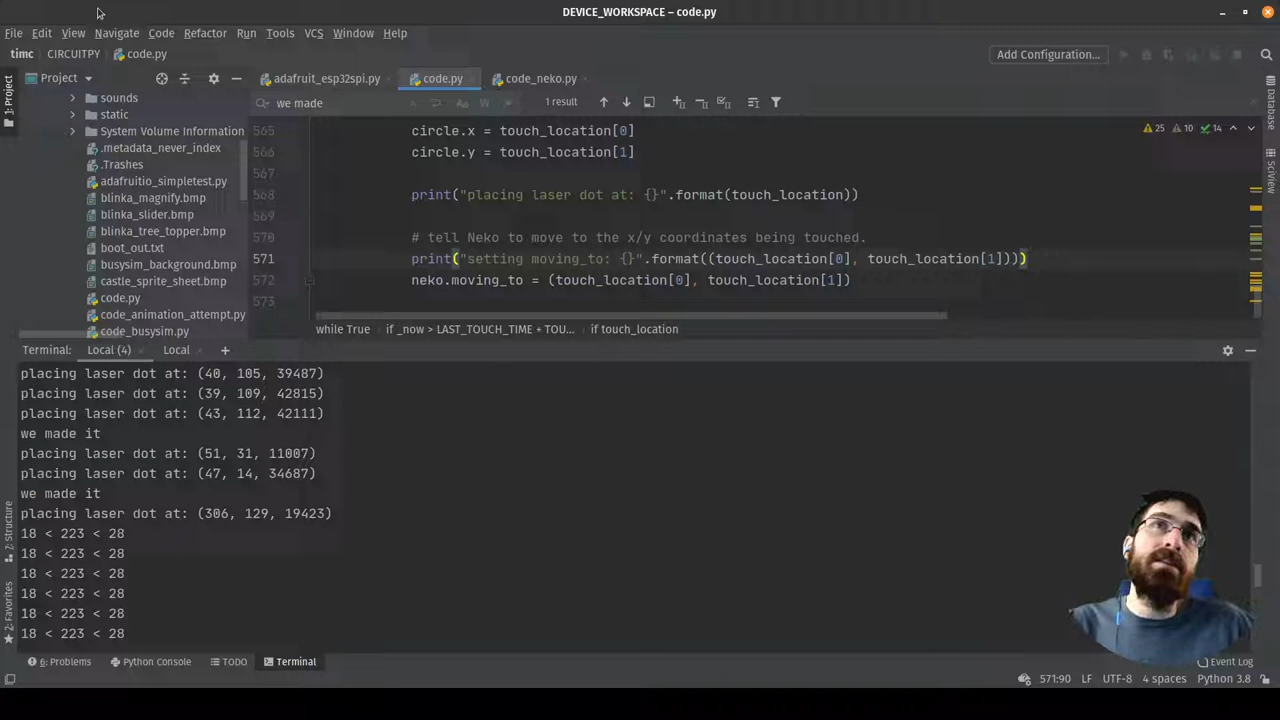 DEVICE_WORKSPACE – code.py
File Edit View Navigate Code Refactor Run Tools VCS Window Help
timc CIRCUITPY code.py Add Configuration...
1: Project
Project
adafruit_esp32spi.py code.py code_neko.py
we made Aa W 1 result
sounds
static
System Volume Information
.metadata_never_index
.Trashes
adafruitio_simpletest.py
blinka_magnify.bmp
blinka_slider.bmp
blinka_tree_topper.bmp
boot_out.txt
busysim_background.bmp
castle_sprite_sheet.bmp
code.py
code_animation_attempt.py
code_busysim.py
565 circle.x = touch_location[0]
566 circle.y = touch_location[1]
567
568 print("placing laser dot at: {}".format(touch_location))
569
570 # tell Neko to move to the x/y coordinates being touched.
571 print("setting moving_to: {}".format((touch_location[0], touch_location[1])))
572 neko.moving_to = (touch_location[0], touch_location[1])
573
25 10 14
while True if _now > LAST_TOUCH_TIME + TOU... if touch_location
Database
SciView
Terminal: Local (4) Local +
placing laser dot at: (40, 105, 39487)
placing laser dot at: (39, 109, 42815)
placing laser dot at: (43, 112, 42111)
we made it
placing laser dot at: (51, 31, 11007)
placing laser dot at: (47, 14, 34687)
we made it
placing laser dot at: (306, 129, 19423)
18 < 223 < 28
18 < 223 < 28
18 < 223 < 28
18 < 223 < 28
18 < 223 < 28
18 < 223 < 28
7: Structure
2: Favorites
6: Problems Python Console TODO Terminal Event Log
571:90 LF UTF-8 4 spaces Python 3.8